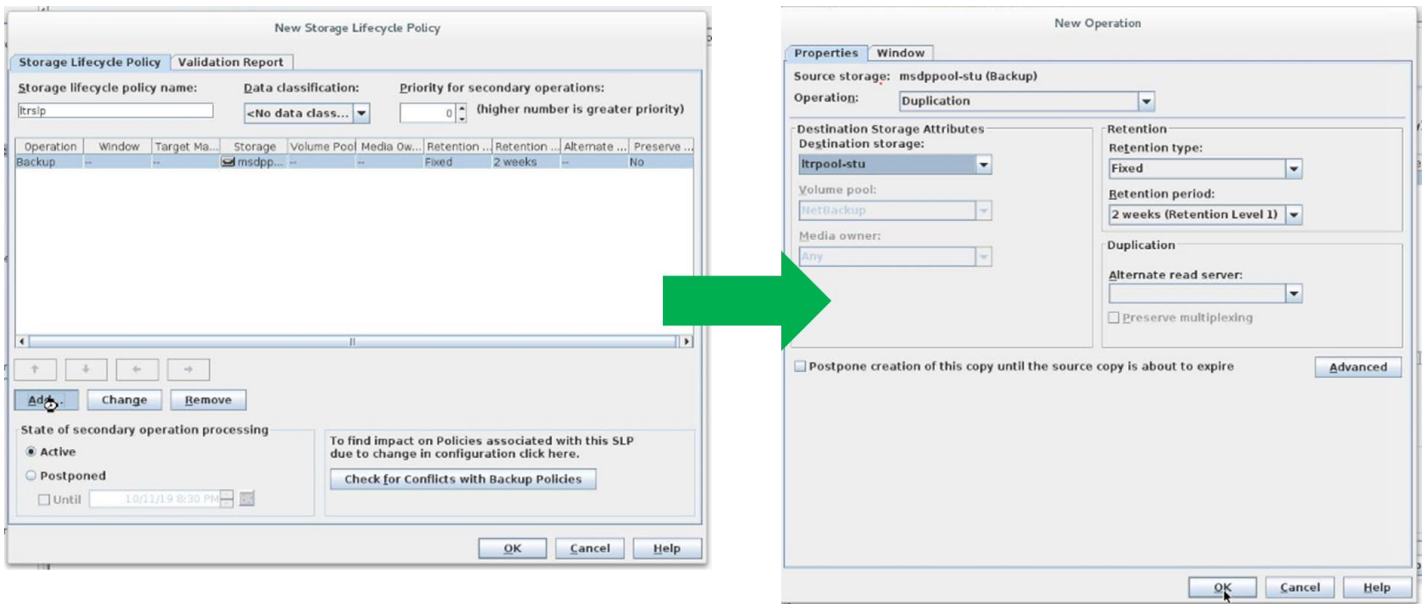 New Storage Lifecycle Policy
Storage Lifecycle Policy Validation Report
Storage lifecycle policy name: Data classification: Priority for secondary operations:
ltrslp <No data class... 0 (higher number is greater priority)
Operation Window Target Ma... Storage Volume Pool Media Ow... Retention ... Retention ... Alternate ... Preserve ...
Backup -- -- msdpp... -- -- Fixed 2 weeks -- No
Add... Change Remove
State of secondary operation processing
Active
Postponed
Until 10/11/19 8:30 PM
To find impact on Policies associated with this SLP
due to change in configuration click here.
Check for Conflicts with Backup Policies
OK Cancel Help
New Operation
Properties Window
Source storage: msdppool-stu (Backup)
Operation: Duplication
Destination Storage Attributes
Destination storage:
ltrpool-stu
Volume pool:
NetBackup
Media owner:
Any
Retention
Retention type:
Fixed
Retention period:
2 weeks (Retention Level 1)
Duplication
Alternate read server:
Preserve multiplexing
Postpone creation of this copy until the source copy is about to expire Advanced
OK Cancel Help